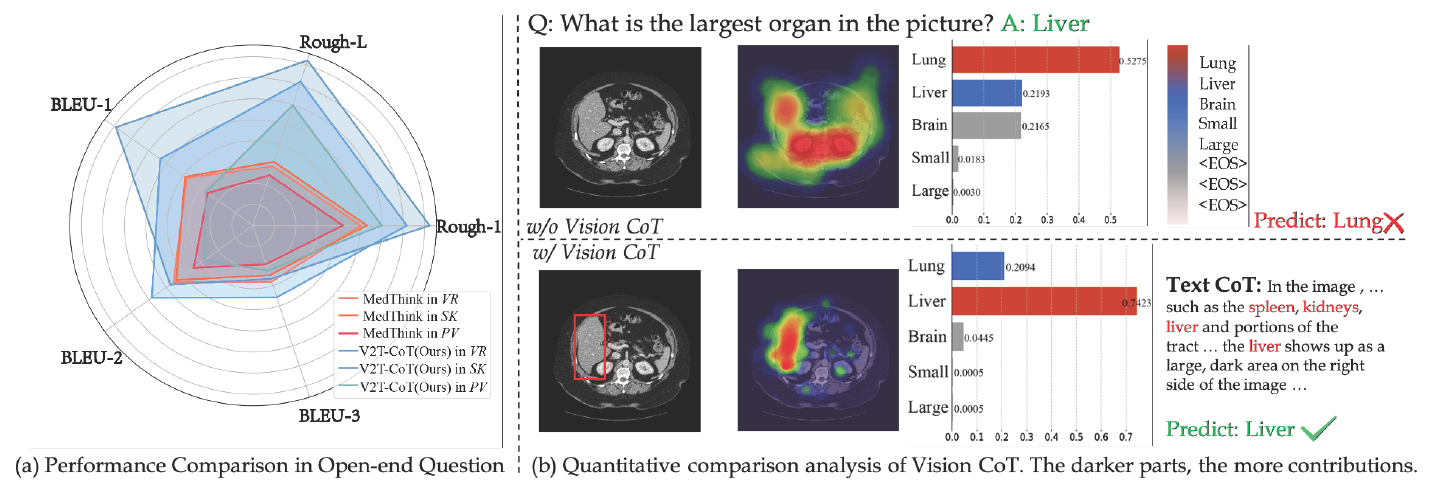 Rough-L
BLEU-1
Rough-1
BLEU-2
BLEU-3
MedThink in VR
MedThink in SK
MedThink in PV
V2T-CoT(Ours) in VR
V2T-CoT(Ours) in SK
V2T-CoT(Ours) in PV
(a) Performance Comparison in Open-end Question
Q: What is the largest organ in the picture? A: Liver
w/o Vision CoT
Lung
0.5275
Liver
0.2193
Brain
0.2165
Small
0.0183
Large
0.0030
0.0 0.1 0.2 0.3 0.4 0.5
Lung
Liver
Brain
Small
Large
<EOS>
<EOS>
<EOS>
Predict: Lung
w/ Vision CoT
Lung
0.2094
Liver
0.7423
Brain
0.0445
Small
0.0005
Large
0.0005
0.0 0.1 0.2 0.3 0.4 0.5 0.6 0.7
Text CoT: In the image , …
such as the spleen, kidneys,
liver and portions of the
tract … the liver shows up as a
large, dark area on the right
side of the image …
Predict: Liver
(b) Quantitative comparison analysis of Vision CoT. The darker parts, the more contributions.